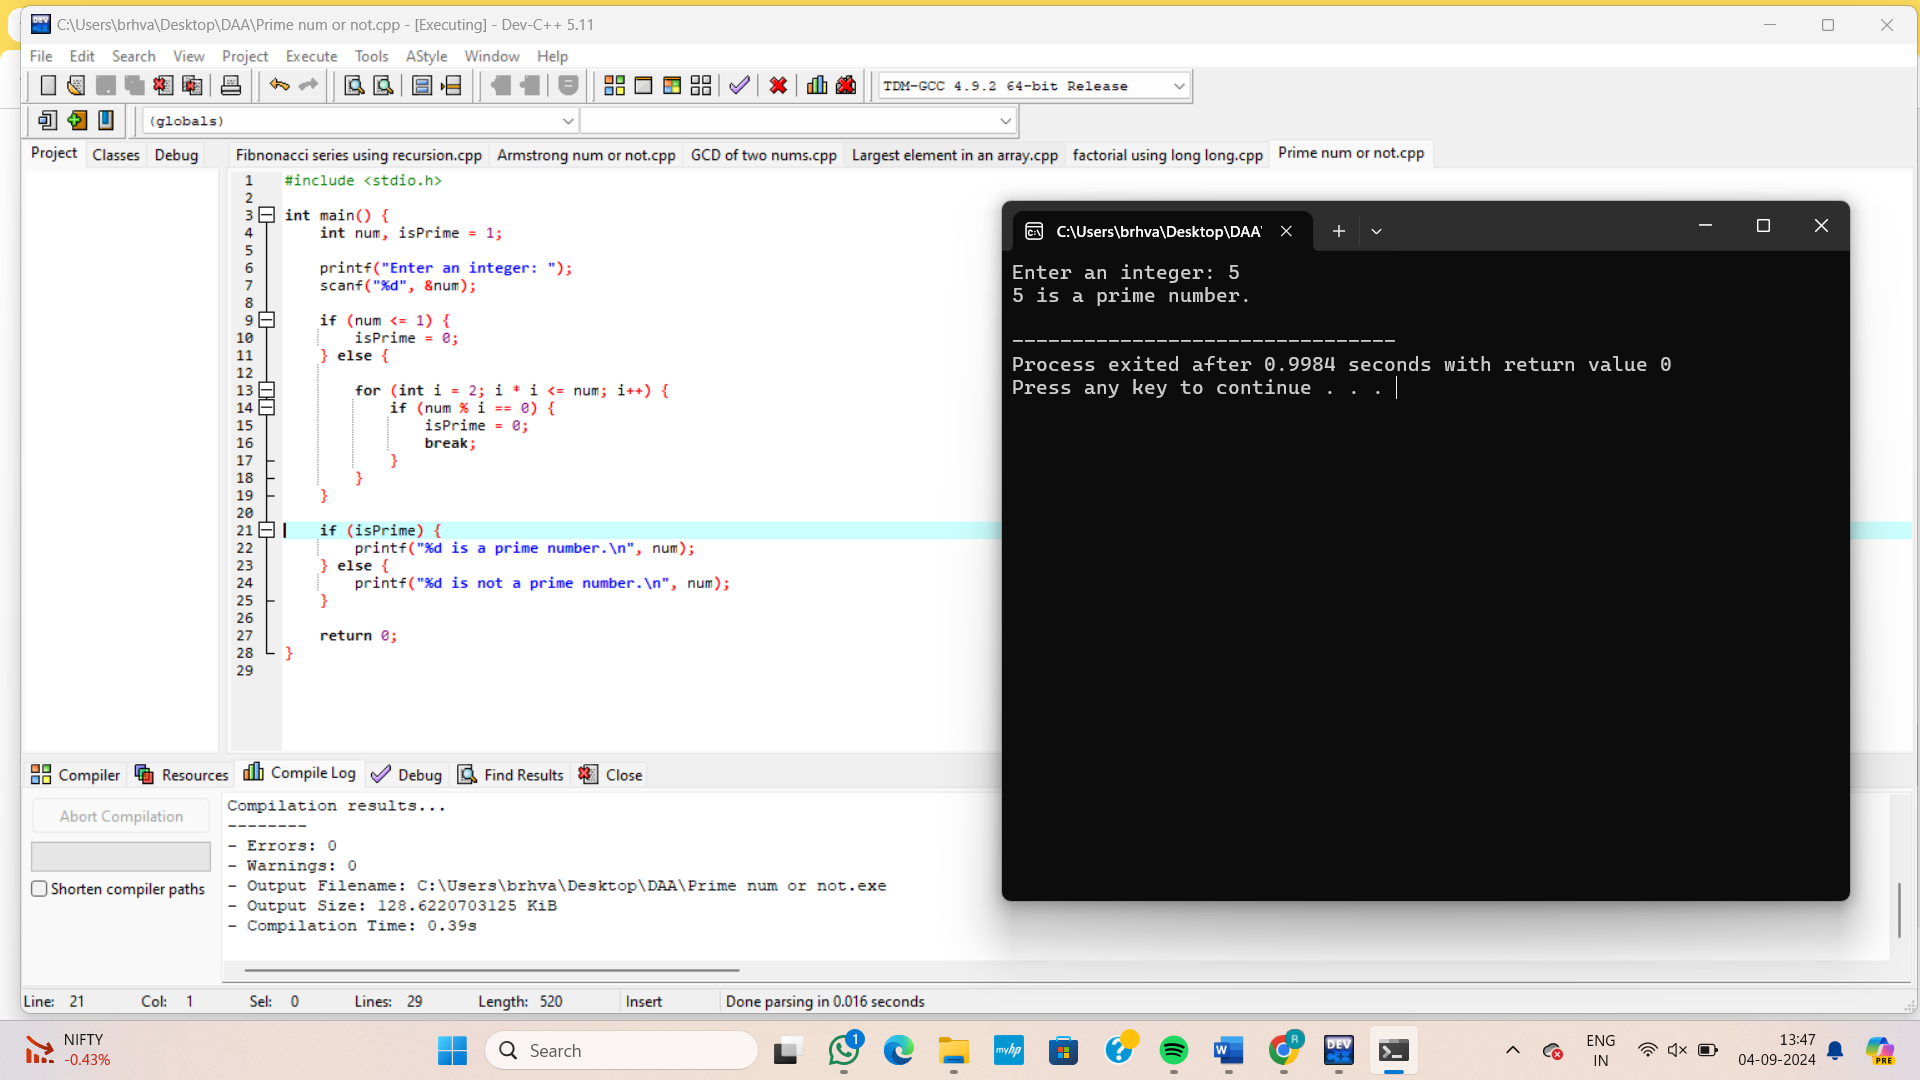 C:\Users\brhva\Desktop\DAA\Prime num or not.cpp - [Executing] - Dev-C++ 5.11
File Edit Search View Project Execute Tools AStyle Window Help
TDM-GCC 4.9.2 64-bit Release
(globals)
Project Classes Debug
Fibnonacci series using recursion.cpp Armstrong num or not.cpp GCD of two nums.cpp Largest element in an array.cpp factorial using long long.cpp Prime num or not.cpp
1 #include <stdio.h>
2
3 int main() {
4 int num, isPrime = 1;
5
6 printf("Enter an integer: ");
7 scanf("%d", &num);
8
9 if (num <= 1) {
10 isPrime = 0;
11 } else {
12
13 for (int i = 2; i * i <= num; i++) {
14 if (num % i == 0) {
15 isPrime = 0;
16 break;
17 }
18 }
19 }
20
21 if (isPrime) {
22 printf("%d is a prime number.\n", num);
23 } else {
24 printf("%d is not a prime number.\n", num);
25 }
26
27 return 0;
28 }
29
C:\Users\brhva\Desktop\DAA\
Enter an integer: 5
5 is a prime number.
--------------------------------
Process exited after 0.9984 seconds with return value 0
Press any key to continue . . .
Compiler Resources Compile Log Debug Find Results Close
Abort Compilation
Shorten compiler paths
Compilation results...
--------
- Errors: 0
- Warnings: 0
- Output Filename: C:\Users\brhva\Desktop\DAA\Prime num or not.exe
- Output Size: 128.6220703125 KiB
- Compilation Time: 0.39s
Line: 21 Col: 1 Sel: 0 Lines: 29 Length: 520 Insert Done parsing in 0.016 seconds
NIFTY
-0.43%
Search
1
myhp
W
R
DEV
C++
ENG
IN
13:47
04-09-2024
PRE